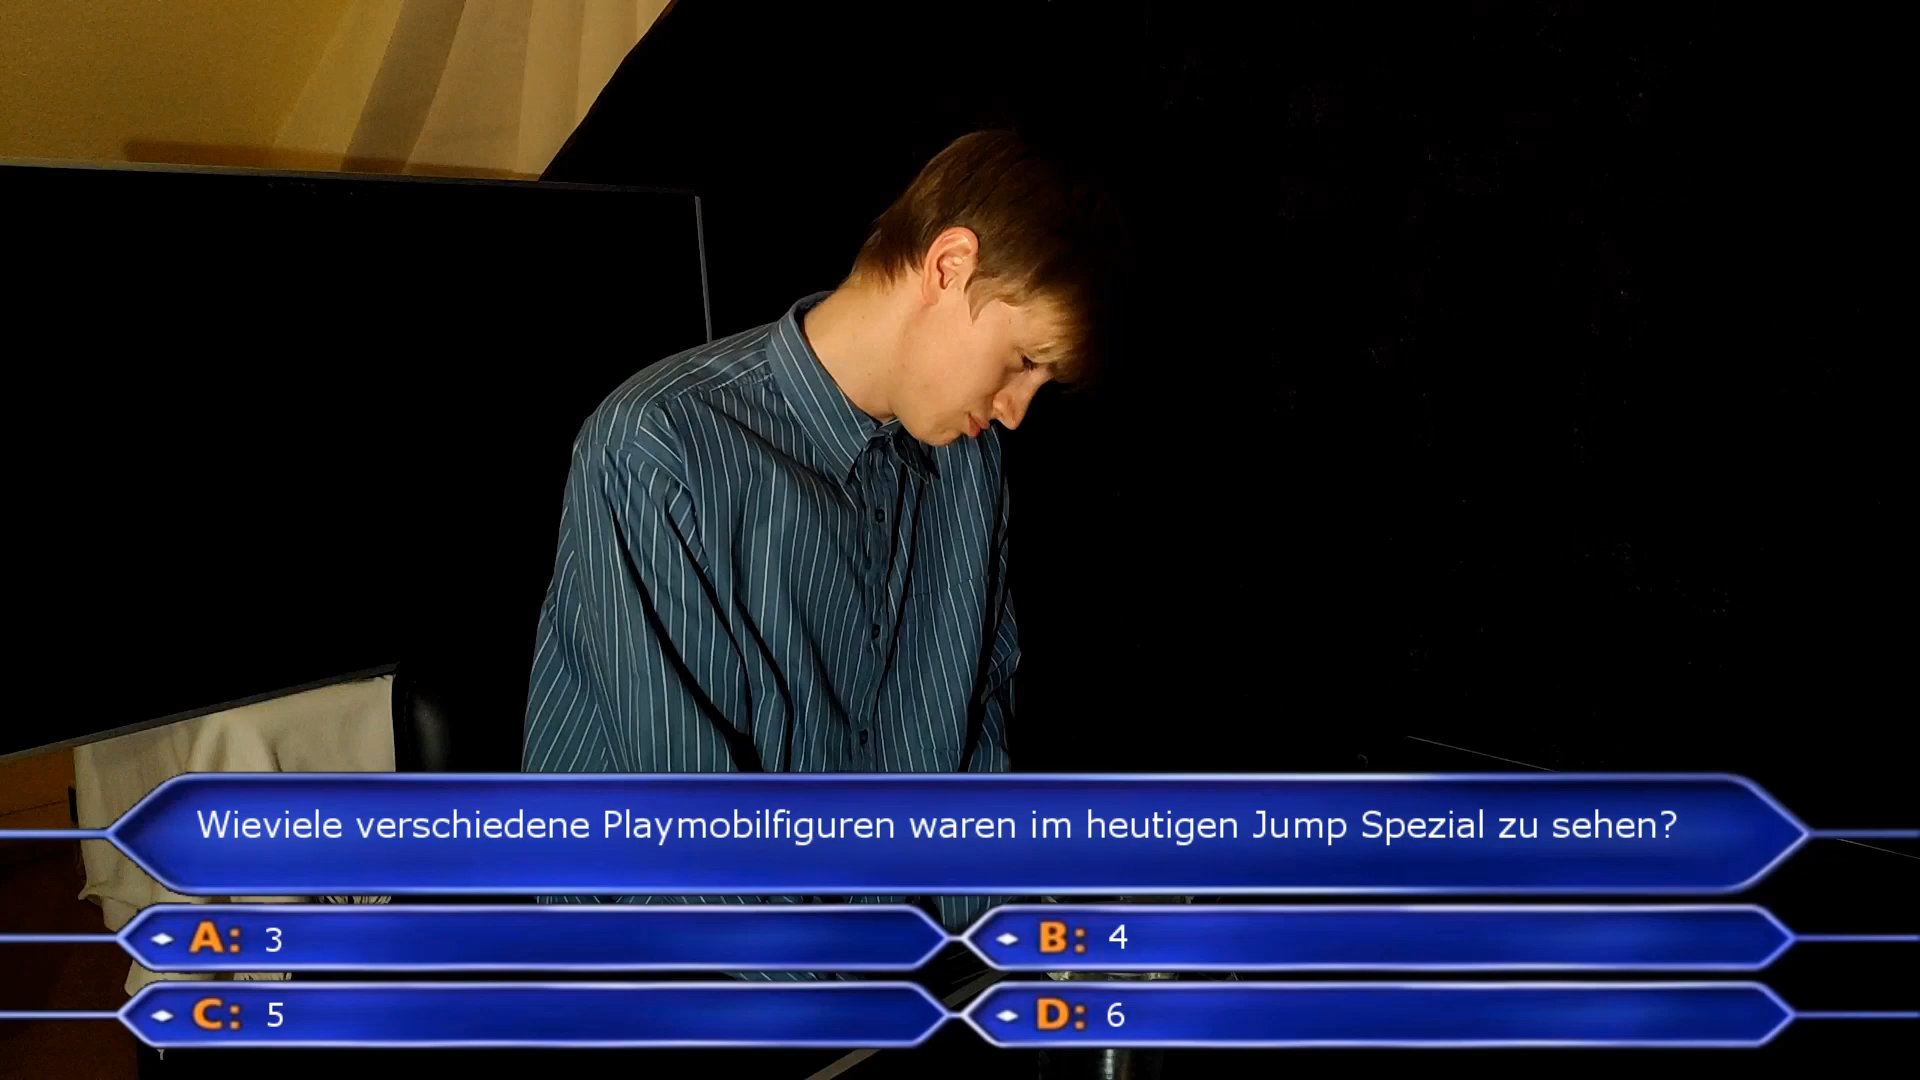 Wieviele verschiedene Playmobilfiguren waren im heutigen Jump Spezial zu sehen?
A: 3
B: 4
C: 5
D: 6